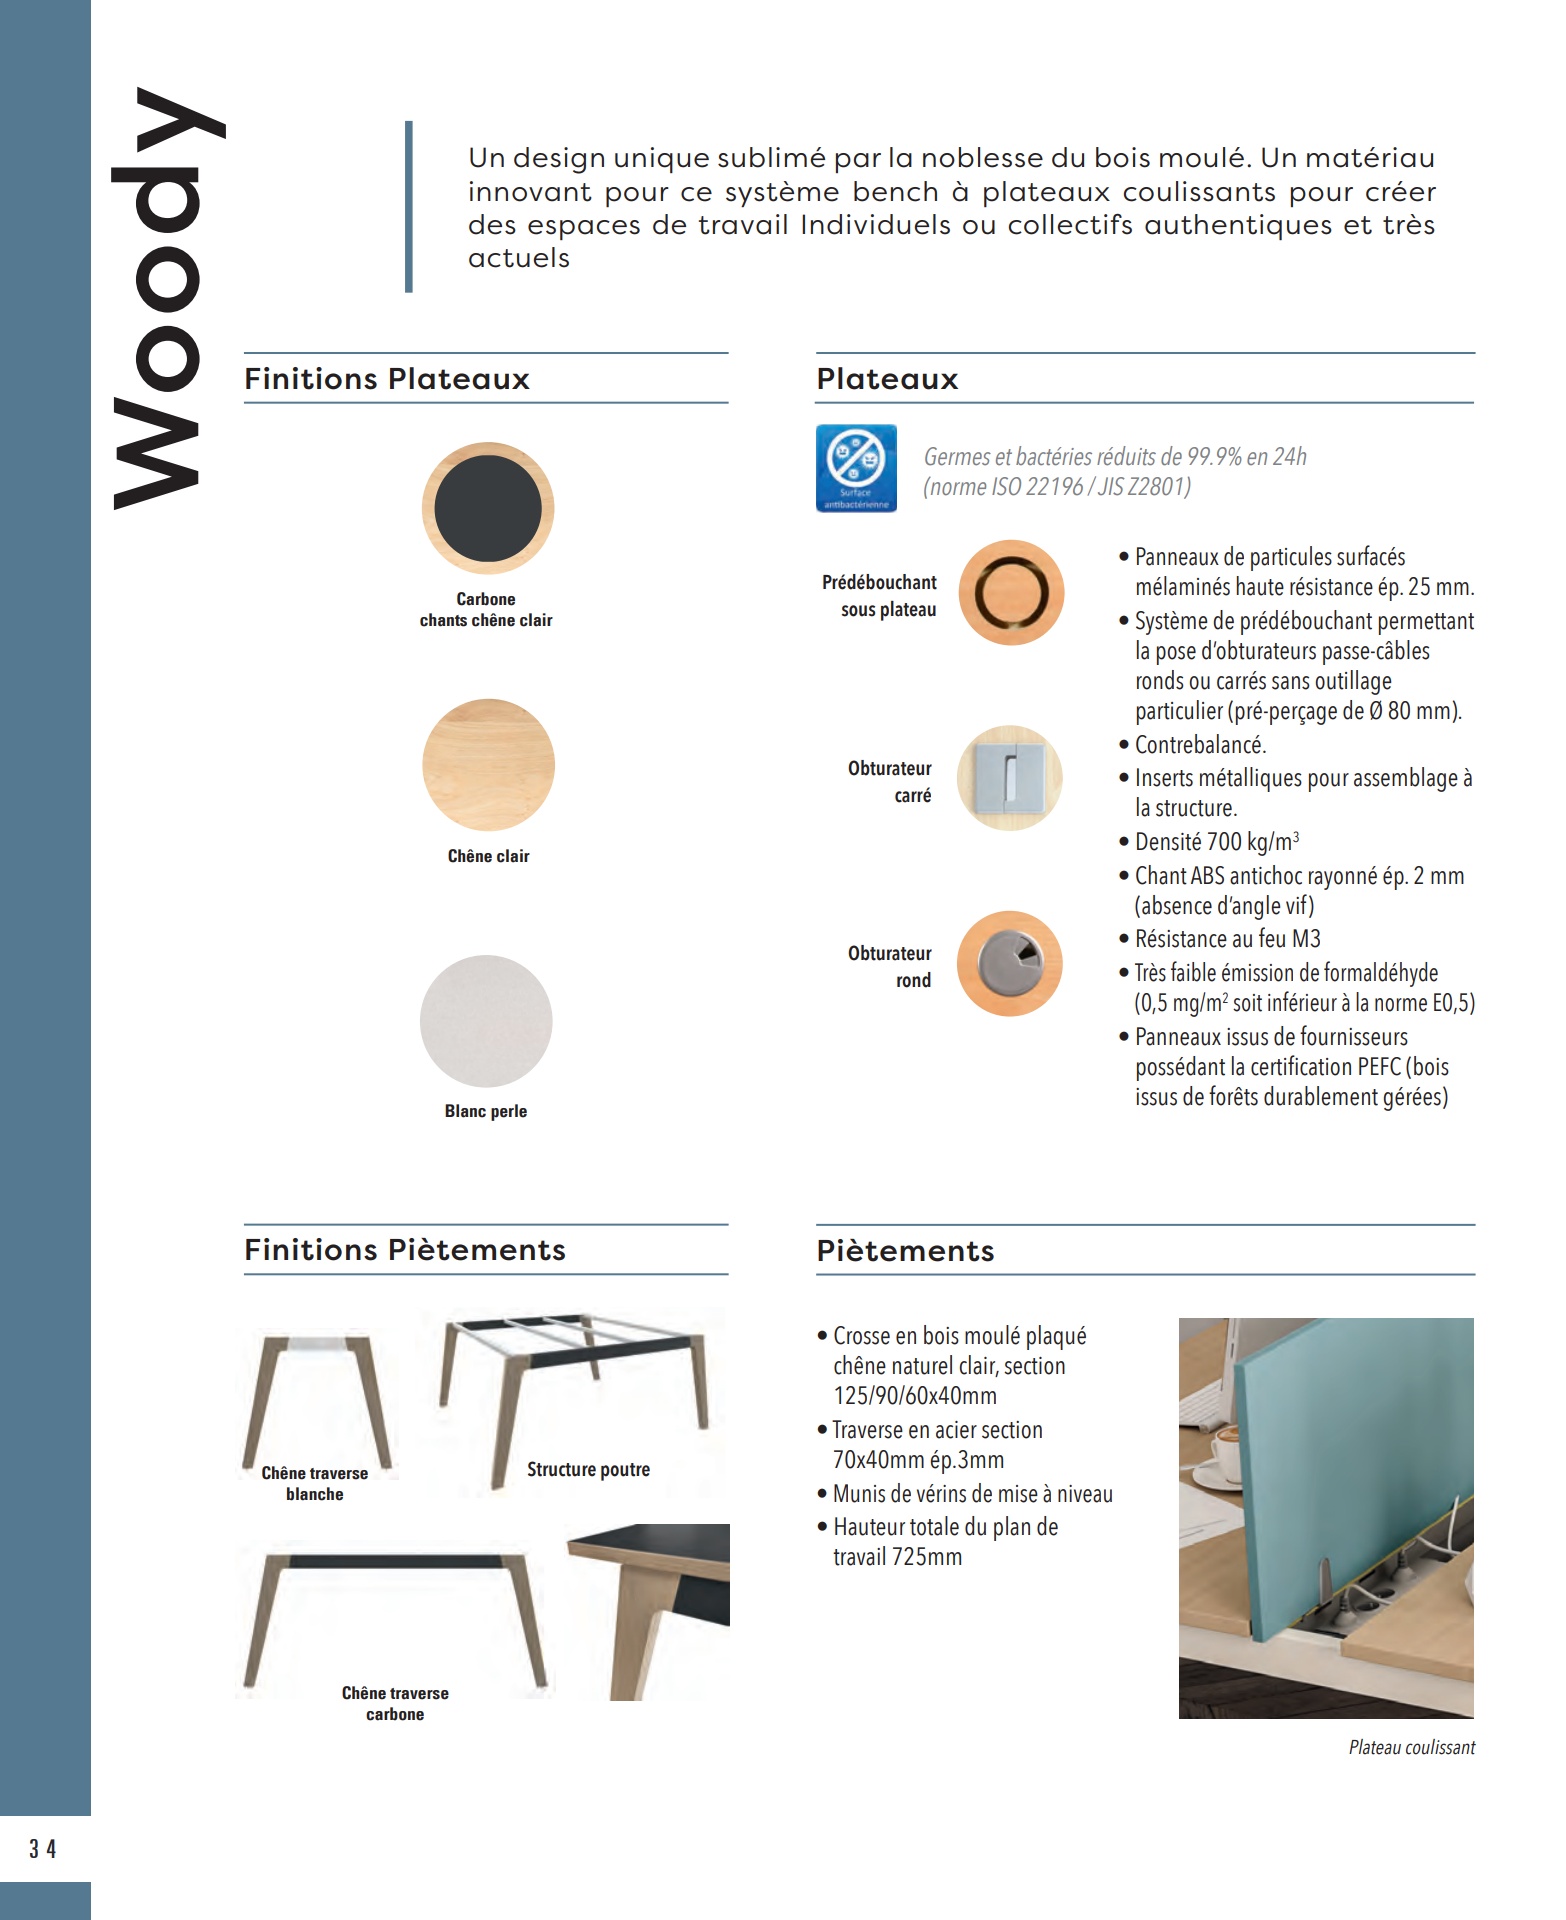 Woody
Un design unique sublimé par la noblesse du bois moulé. Un matériau
innovant pour ce système bench à plateaux coulissants pour créer
des espaces de travail Individuels ou collectifs authentiques et très
actuels
Finitions Plateaux
Carbone
chants chêne clair
Chêne clair
Blanc perle
Plateaux
Surface
antibactérienne
Germes et bactéries réduits de 99.9% en 24h
(norme ISO 22196 / JIS Z2801)
Prédébouchant
sous plateau
Obturateur
carré
Obturateur
rond
• Panneaux de particules surfacés
mélaminés haute résistance ép. 25 mm.
• Système de prédébouchant permettant
la pose d’obturateurs passe-câbles
ronds ou carrés sans outillage
particulier (pré-perçage de Ø 80 mm).
• Contrebalancé.
• Inserts métalliques pour assemblage à
la structure.
• Densité 700 kg/m³
• Chant ABS antichoc rayonné ép. 2 mm
(absence d’angle vif)
• Résistance au feu M3
• Très faible émission de formaldéhyde
(0,5 mg/m² soit inférieur à la norme E0,5)
• Panneaux issus de fournisseurs
possédant la certification PEFC (bois
issus de forêts durablement gérées)
Finitions Piètements
Chêne traverse
blanche
Structure poutre
Chêne traverse
carbone
Piètements
• Crosse en bois moulé plaqué
chêne naturel clair, section
125/90/60x40mm
• Traverse en acier section
70x40mm ép.3mm
• Munis de vérins de mise à niveau
• Hauteur totale du plan de
travail 725mm
Plateau coulissant
34